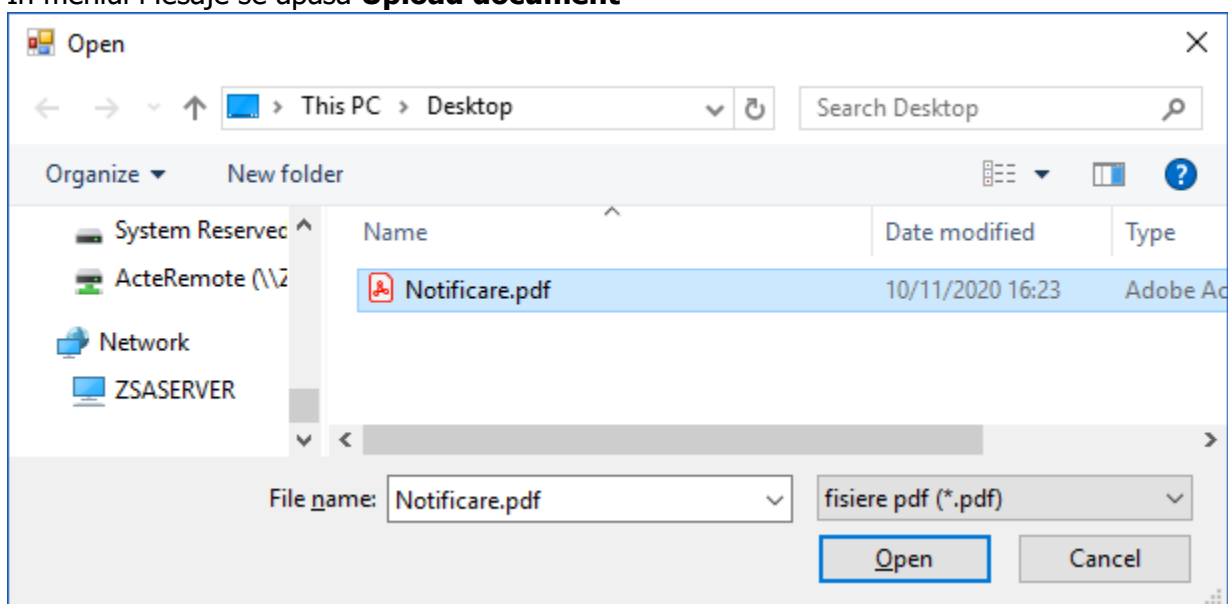 În meniul Mesaje se apasă Upload document
Open
This PC > Desktop
Search Desktop
Organize
New folder
System Reserved
Name
Date modified
Type
ActeRemote (\\Z
Notificare.pdf
10/11/2020 16:23
Adobe Ac
Network
ZSASERVER
File name:
Notificare.pdf
fisiere pdf (*.pdf)
Open
Cancel